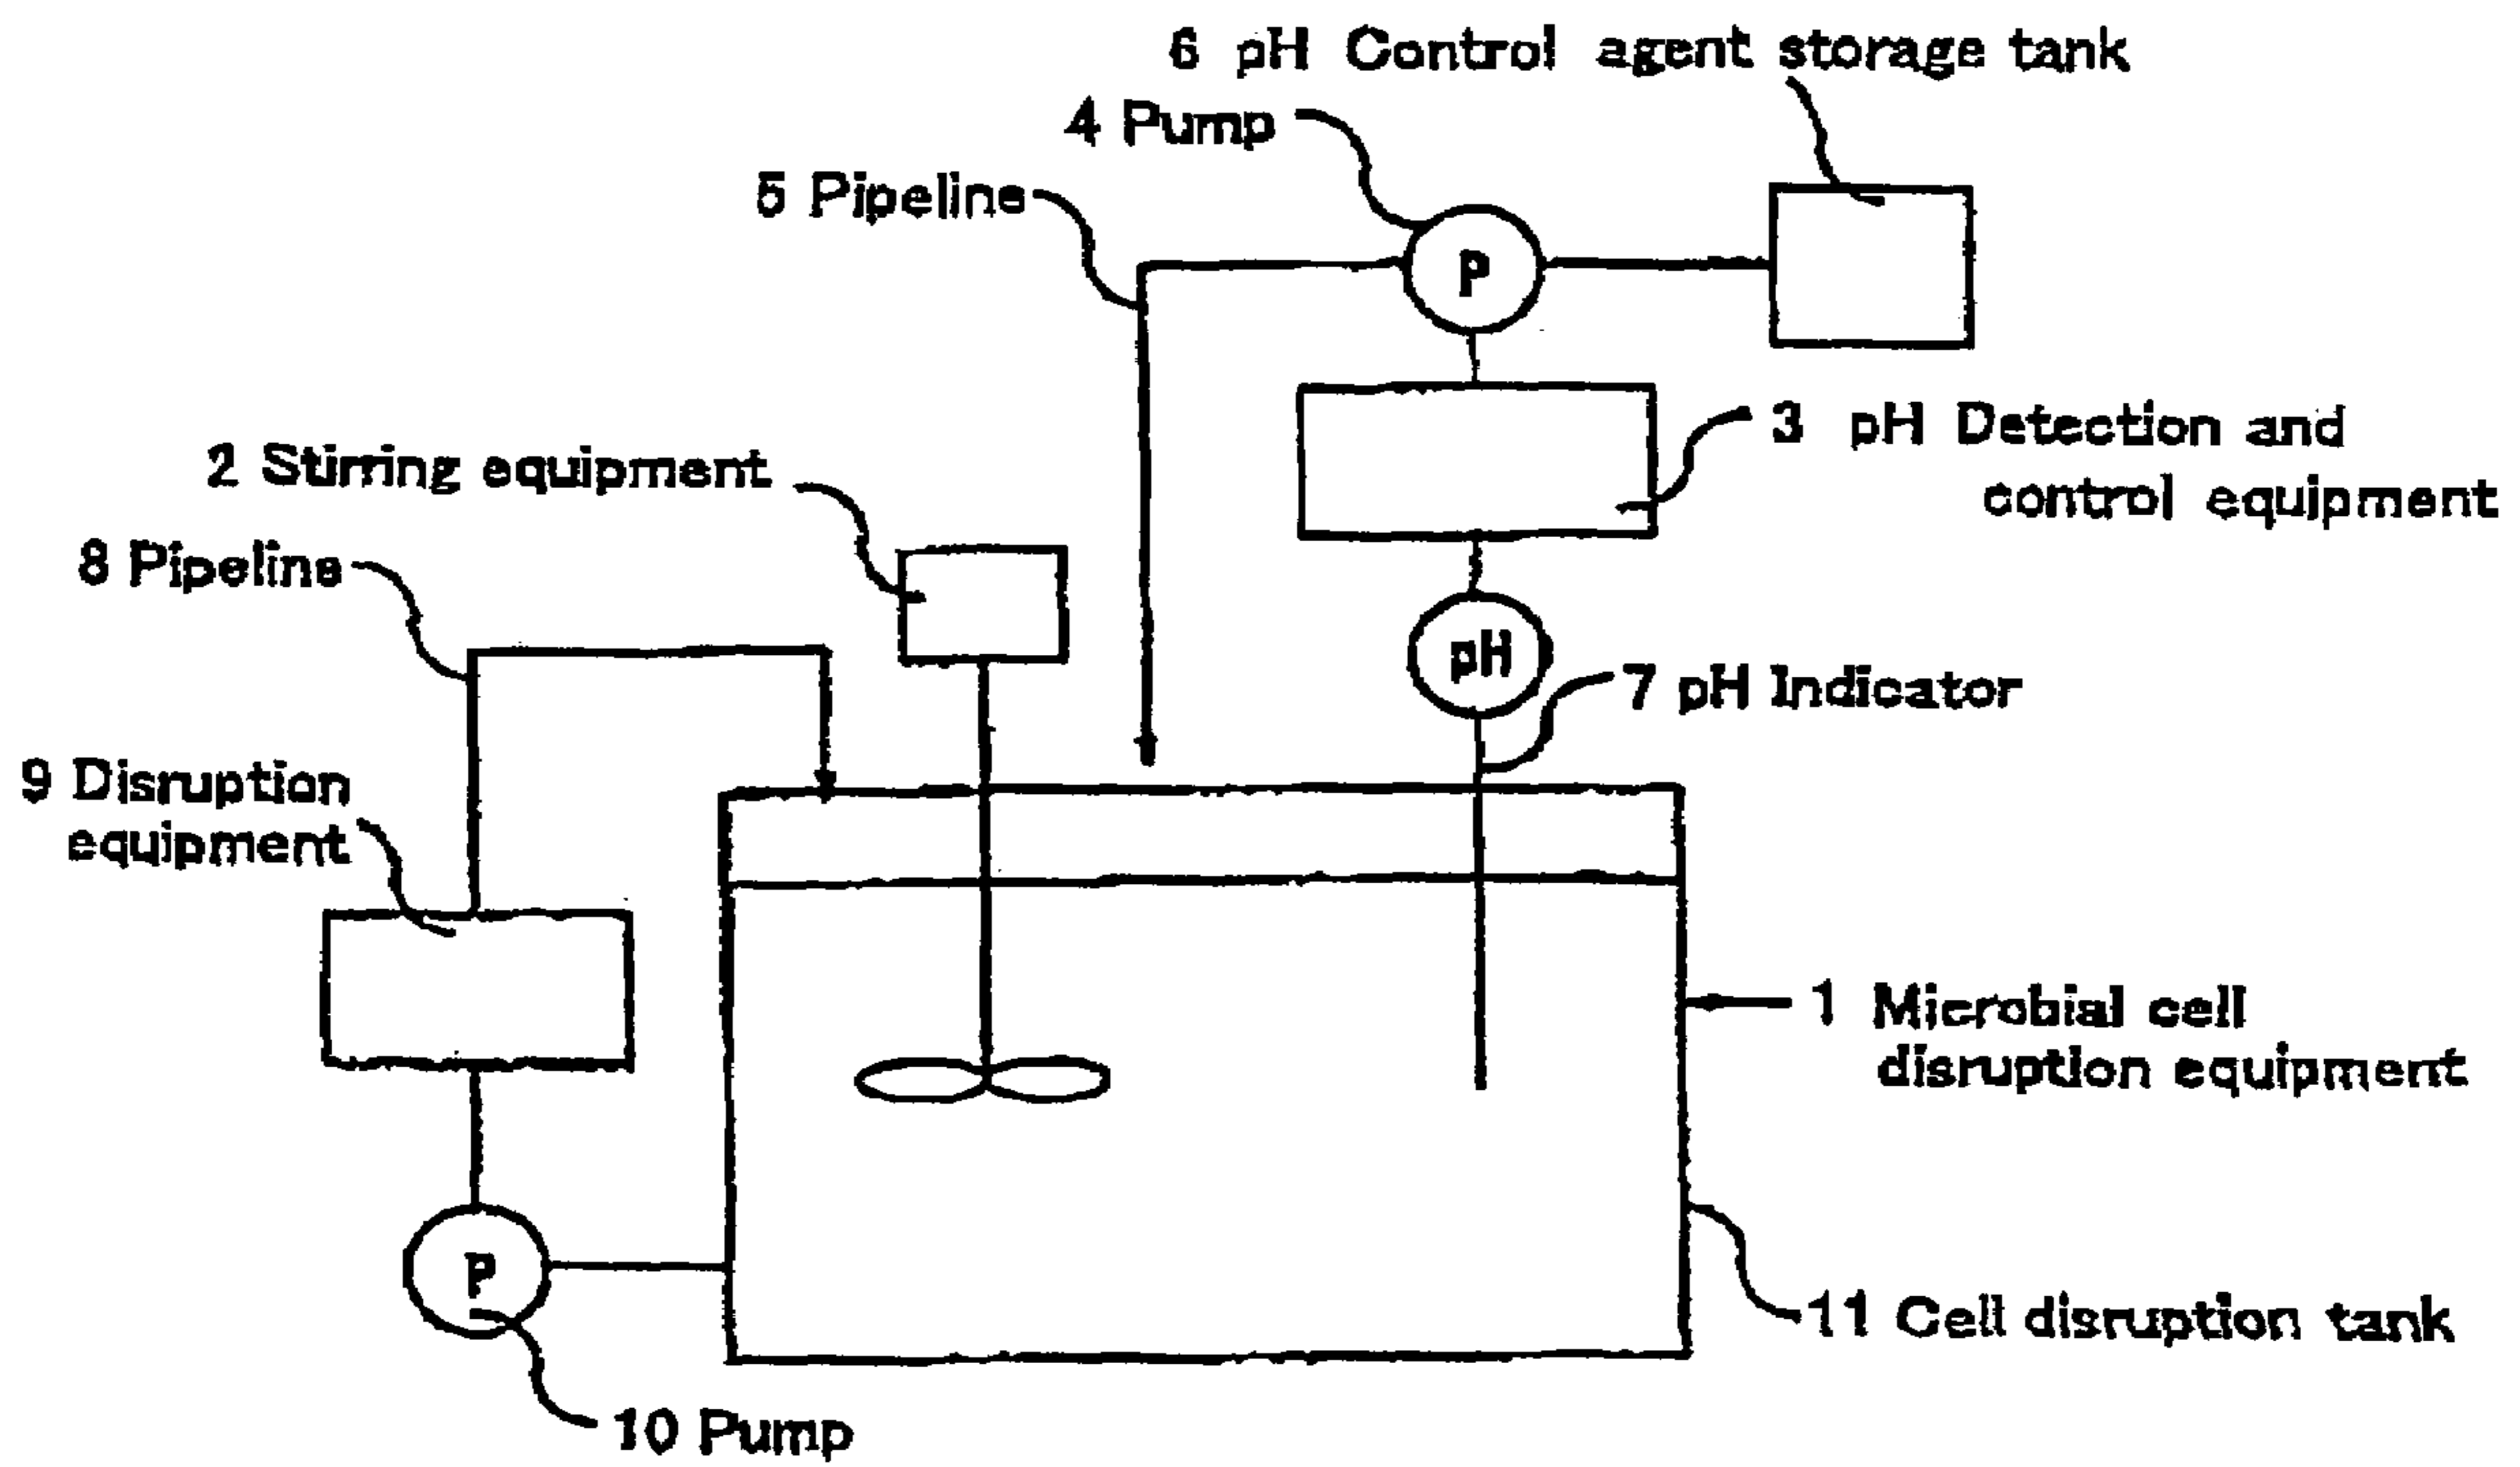 6 pH Control agent storage tank
4 Pump
5 Pipeline
P
3 pH Detection and
control equipment
2 Stirring equipment
8 Pipeline
pH
7 pH Indicator
9 Disruption
equipment
1 Microbial cell
disruption equipment
P
11 Cell disruption tank
10 Pump